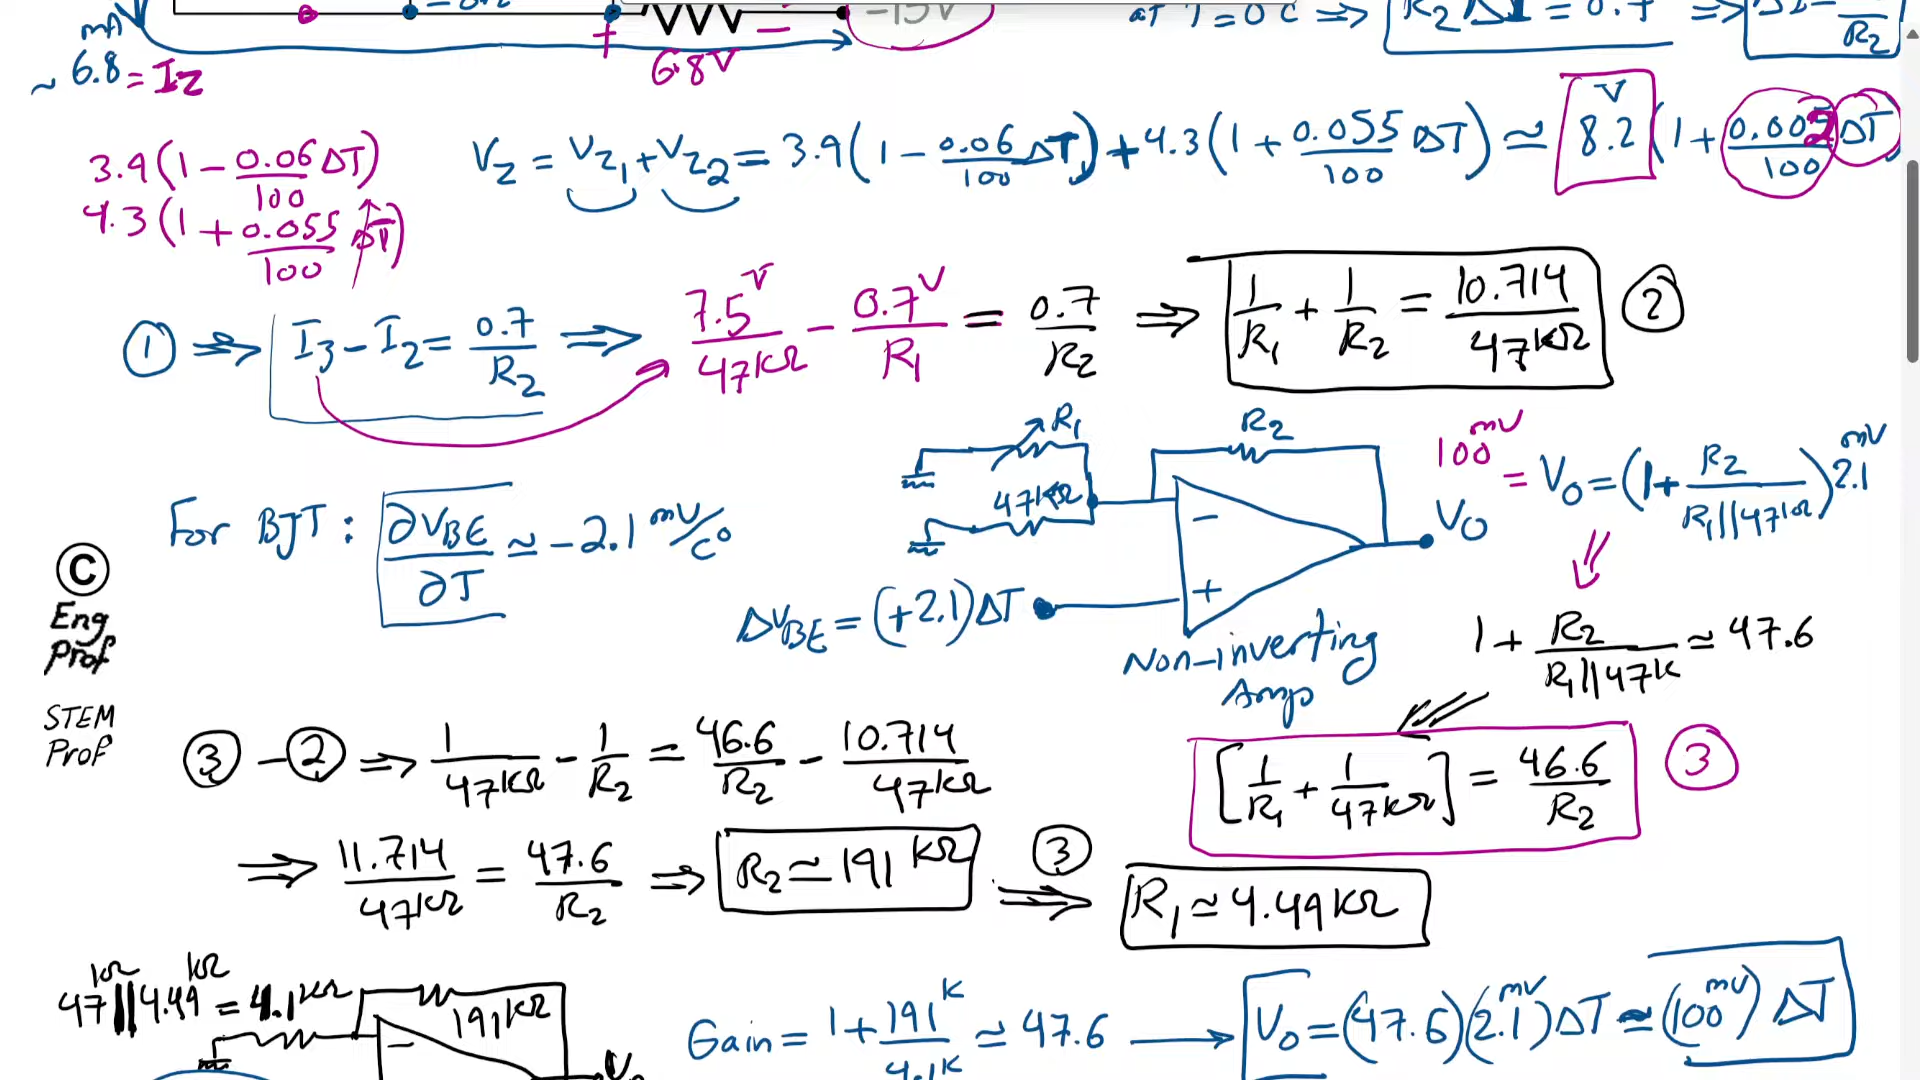 -15V
at T=0°C ⇒ R2 ΔI = 0.7 ⇒
R2
mA
~ 6.8 = Iz
6.8V
3.9(1 - 0.06/100 ΔT)
4.3(1 + 0.055/100 ΔT)
Vz = Vz1 + Vz2 = 3.9(1 - 0.06/100 ΔT) + 4.3(1 + 0.055/100 ΔT) ≃ 8.2 V (1 + 0.002/100 ΔT)
① ⇒ I3 - I2 = 0.7/R2 ⇒ 7.5V/47KΩ - 0.7V/R1 = 0.7/R2 ⇒ 1/R1 + 1/R2 = 10.714/47KΩ ②
R1
R2
47KΩ
-
+
Vo
100mV = Vo = (1 + R2/R1||47KΩ) 2.1mV
For BJT : ∂VBE/∂T ≃ -2.1 mV/C°
ΔVBE = (+2.1)ΔT
Non-inverting
Amp
1 + R2/R1||47K ≃ 47.6
[1/R1 + 1/47KΩ] = 46.6/R2 ③
© Eng
Prof
STEM
Prof
③ - ② ⇒ 1/47KΩ - 1/R2 = 46.6/R2 - 10.714/47KΩ
⇒ 11.714/47KΩ = 47.6/R2 ⇒ R2 ≃ 191KΩ ③ ⇒ R1 ≃ 4.49KΩ
47KΩ || 4.49KΩ = 4.1KΩ
191KΩ
-
Gain = 1 + 191K/4.1K ≃ 47.6 → Vo = (47.6)(2.1mV)ΔT ≃ (100mV)ΔT